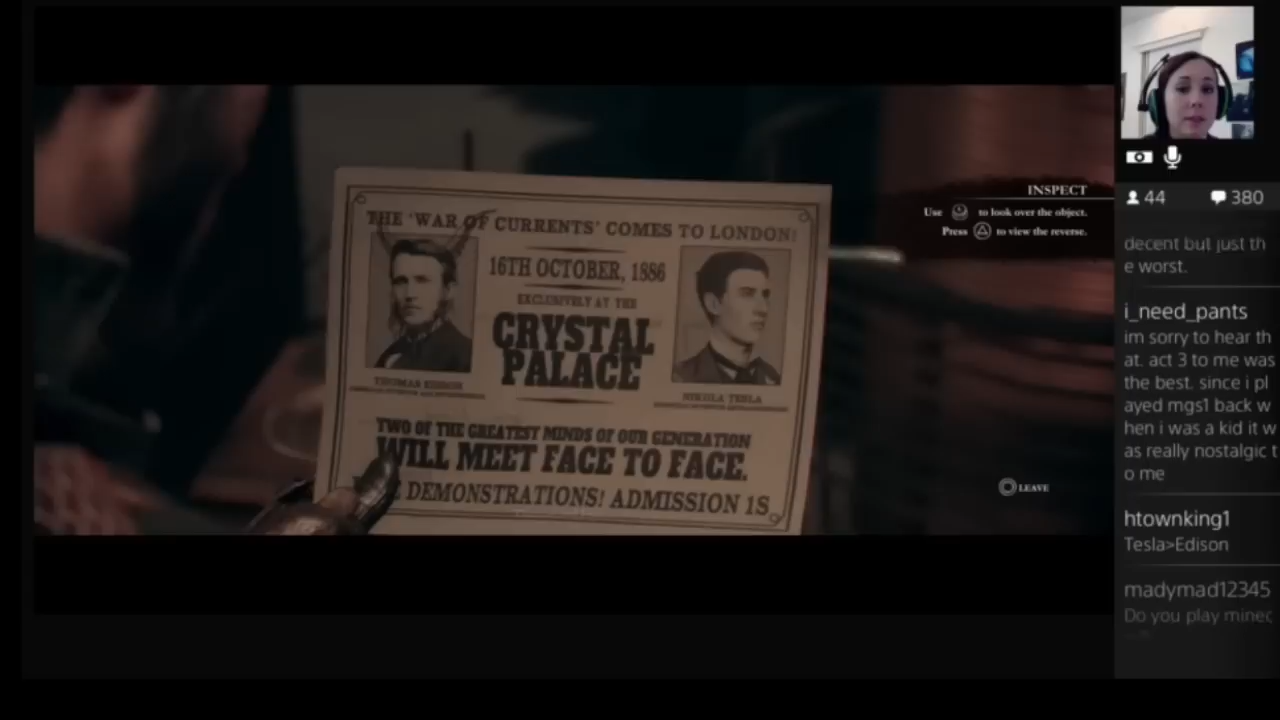 THE 'WAR OF CURRENTS' COMES TO LONDON!
16TH OCTOBER, 1886
EXCLUSIVELY AT THE
CRYSTAL
PALACE
THOMAS EDISON
NIKOLA TESLA
TWO OF THE GREATEST MINDS OF OUR GENERATION
WILL MEET FACE TO FACE.
DEMONSTRATIONS! ADMISSION 1S
INSPECT
Use to look over the object.
Press to view the reverse.
LEAVE
44 380
decent but just th
e worst.
i_need_pants
im sorry to hear th
at. act 3 to me was
the best. since i pl
ayed mgs1 back w
hen i was a kid it w
as really nostalgic t
o me
htownking1
Tesla>Edison
madymad12345
Do you play minec